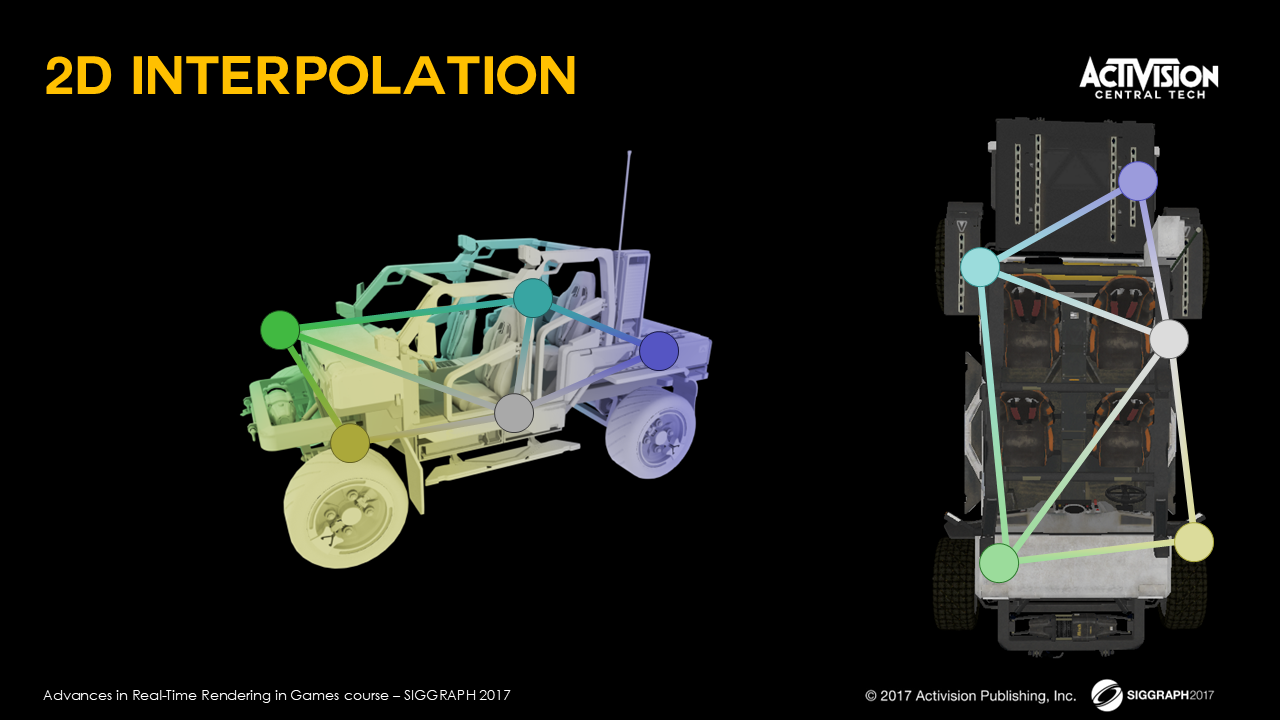 2D INTERPOLATION
ACTIVISION
CENTRAL TECH
Advances in Real-Time Rendering in Games course – SIGGRAPH 2017
© 2017 Activision Publishing, Inc.
SIGGRAPH2017